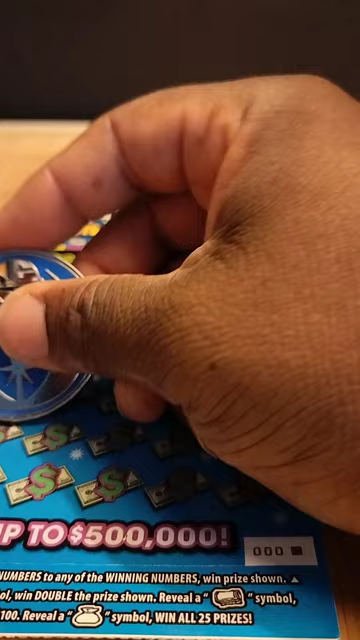 UP TO $500,000!
000
NUMBERS to any of the WINNING NUMBERS, win prize shown.
ol, win DOUBLE the prize shown. Reveal a " " symbol,
100. Reveal a " " symbol, WIN ALL 25 PRIZES!